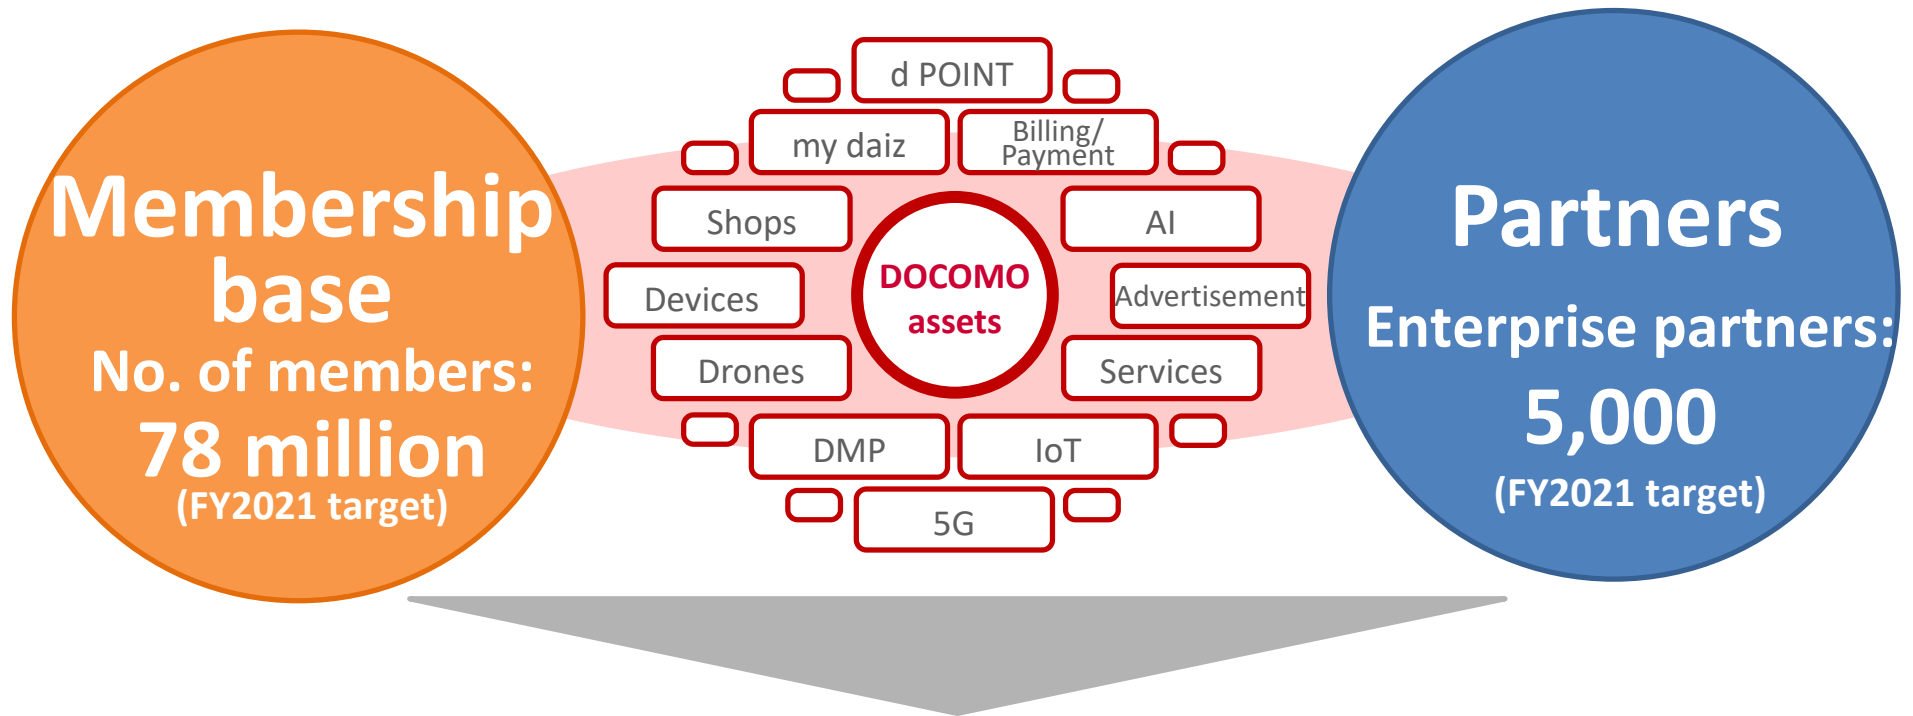 Membership
base
No. of members:
78 million
(FY2021 target)
d POINT
my daiz
Billing/
Payment
Shops
AI
Devices
DOCOMO
assets
Advertisement
Drones
Services
DMP
IoT
5G
Partners
Enterprise partners:
5,000
(FY2021 target)